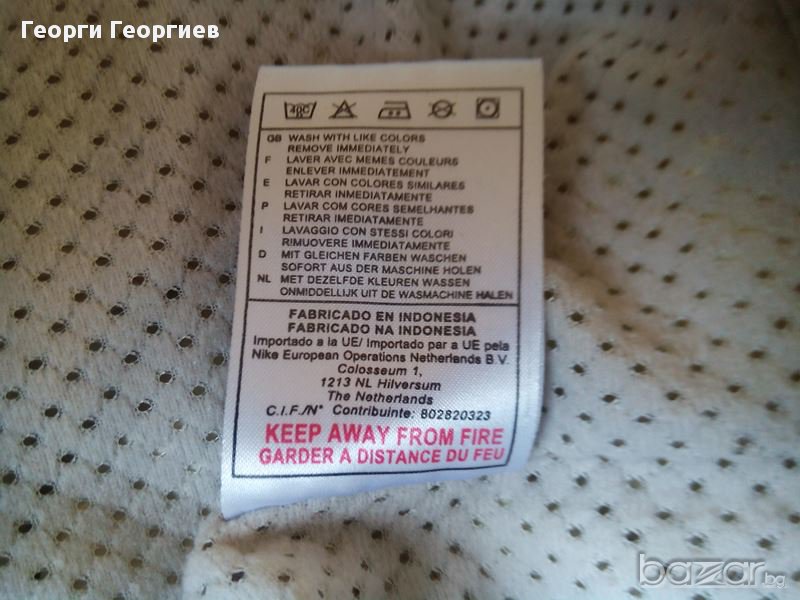 Георги Георгиев
40C
GB WASH WITH LIKE COLORS
REMOVE IMMEDIATELY
F LAVER AVEC MEMES COULEURS
ENLEVER IMMEDIATEMENT
E LAVAR CON COLORES SIMILARES
RETIRAR INMEDIATAMENTE
P LAVAR COM CORES SEMELHANTES
RETIRAR IMEDIATAMENTE
I LAVAGGIO CON STESSI COLORI
RIMUOVERE IMMEDIATAMENTE
D MIT GLEICHEN FARBEN WASCHEN
SOFORT AUS DER MASCHINE HOLEN
NL MET DEZELFDE KLEUREN WASSEN
ONMIDDELLIJK UIT DE WASMACHINE HALEN
FABRICADO EN INDONESIA
FABRICADO NA INDONESIA
Importado a la UE/ Importado par a UE pela
Nike European Operations Netherlands B.V.
Colosseum 1,
1213 NL Hilversum
The Netherlands
C.I.F./N° Contribuinte: 802820323
KEEP AWAY FROM FIRE
GARDER A DISTANCE DU FEU
bazar.bg